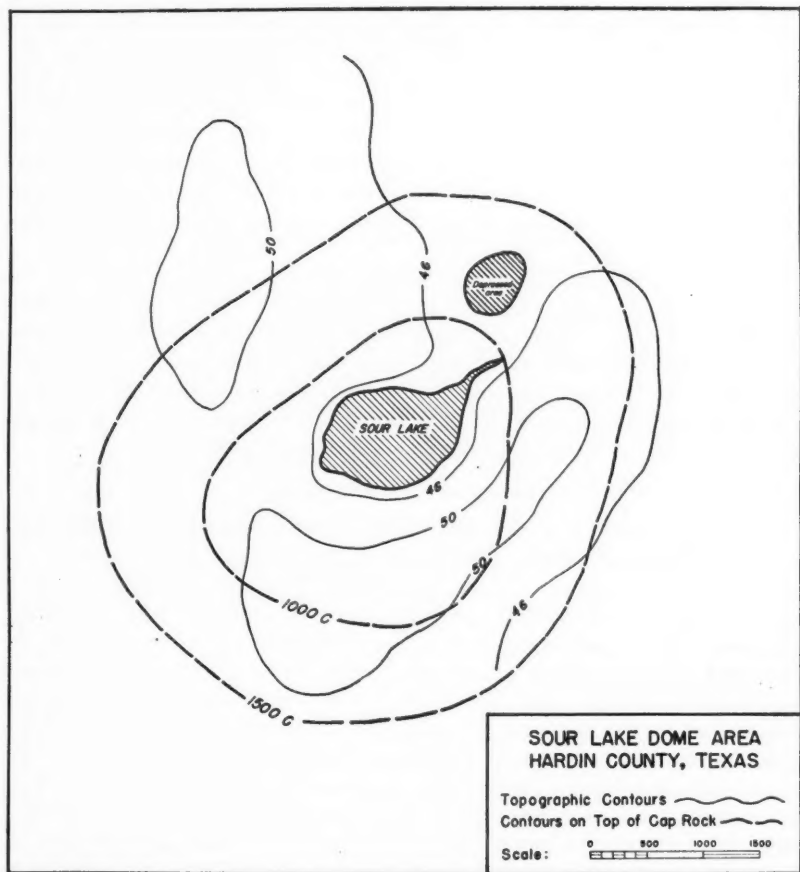 50
46
Depressed
area
SOUR LAKE
46
50
50
46
1000 C
1500 C
SOUR LAKE DOME AREA
HARDIN COUNTY, TEXAS
Topographic Contours
Contours on Top of Cap Rock
Scale: 0 500 1000 1500